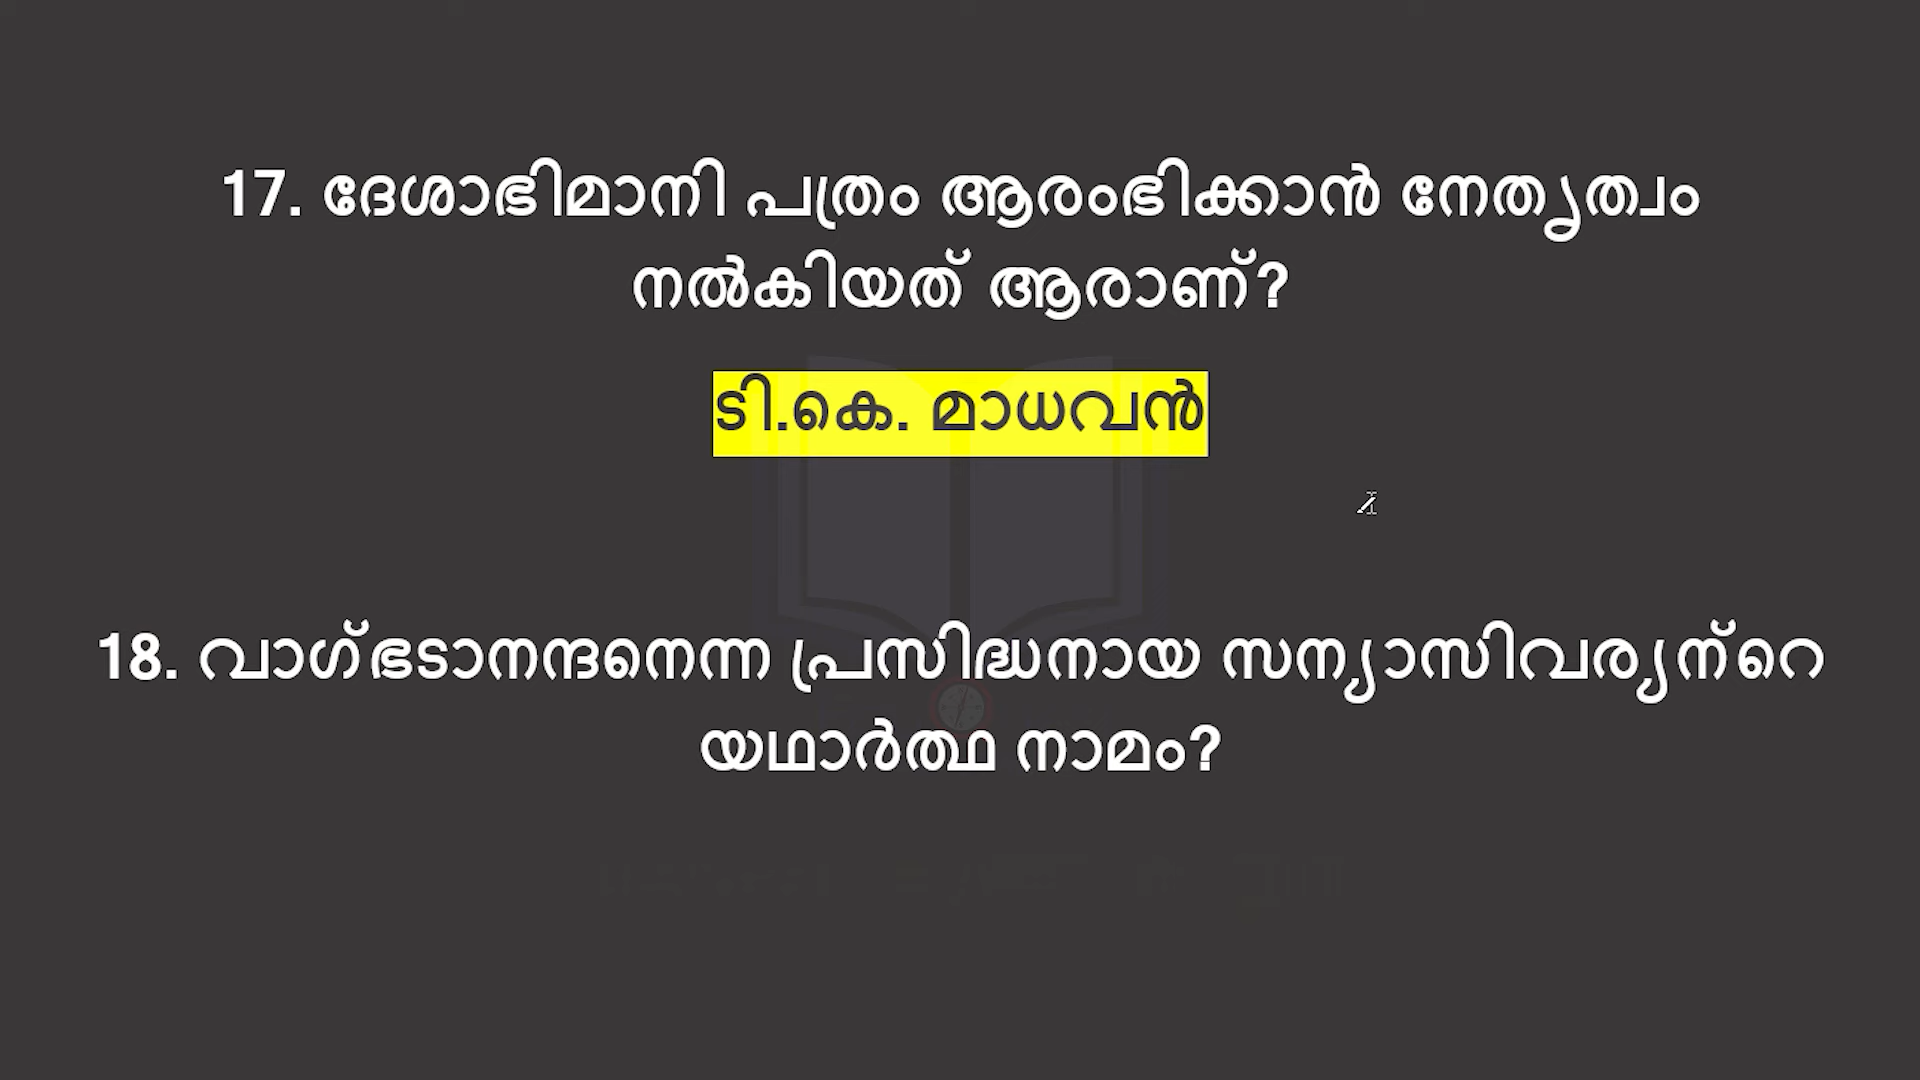 17. ദേശാഭിമാനി പത്രം ആരംഭിക്കാൻ നേതൃത്വം
നൽകിയത് ആരാണ്?
ടി.കെ. മാധവൻ
18. വാഗ്ഭടാനന്ദനെന്ന പ്രസിദ്ധനായ സന്യാസിവര്യന്റെ
യഥാർത്ഥ നാമം?